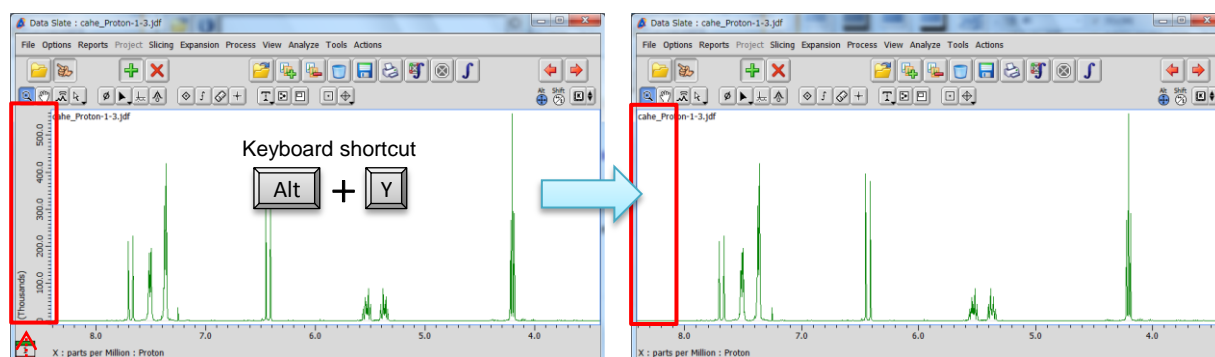 Data Slate : cahe_Proton-1-3.jdf
File Options Reports Project Slicing Expansion Process View Analyze Tools Actions
Alt Shift
cahe_Proton-1-3.jdf
(Thousands)
0 100.0 200.0 300.0 400.0 500.0
8.0 7.0 6.0 5.0 4.0
X : parts per Million : Proton
Keyboard shortcut
Alt + Y
Data Slate : cahe_Proton-1-3.jdf
File Options Reports Project Slicing Expansion Process View Analyze Tools Actions
Alt Shift
cahe_Proton-1-3.jdf
8.0 7.0 6.0 5.0 4.0
X : parts per Million : Proton